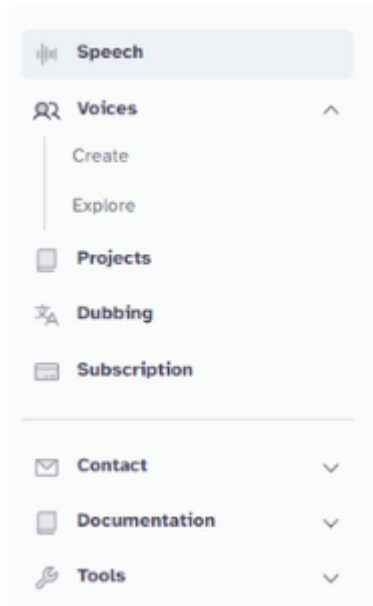 Speech
Voices
Create
Explore
Projects
Dubbing
Subscription
Contact
Documentation
Tools